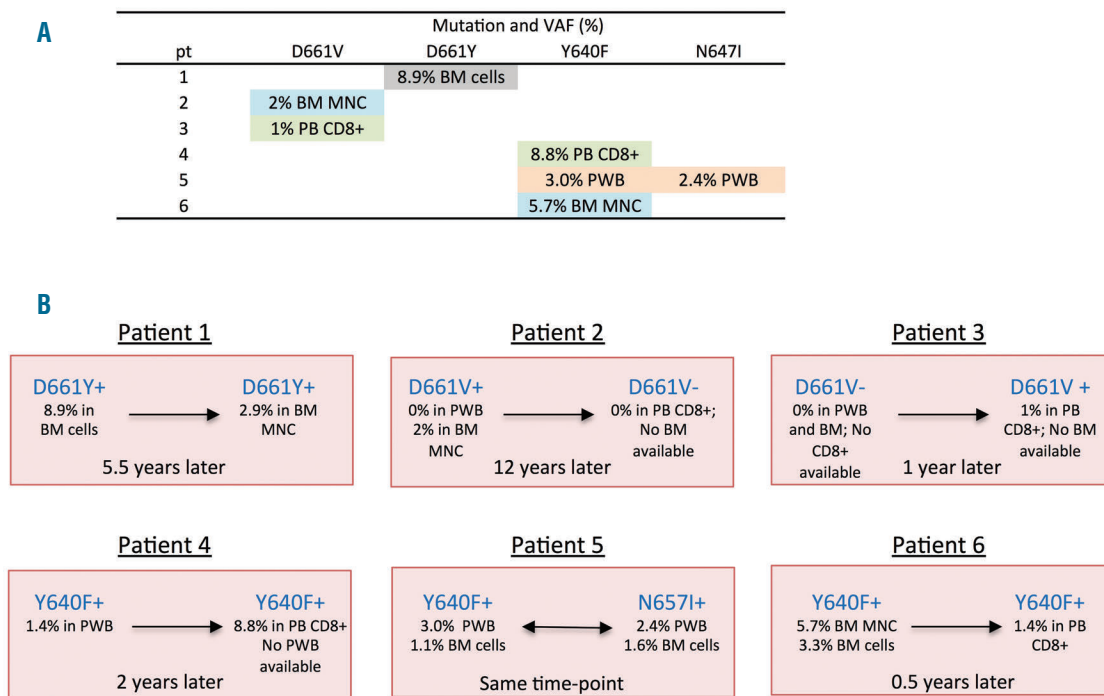 A
Mutation and VAF (%)
pt D661V D661Y Y640F N647I
1 8.9% BM cells
2 2% BM MNC
3 1% PB CD8+
4 8.8% PB CD8+
5 3.0% PWB 2.4% PWB
6 5.7% BM MNC
B
Patient 1
D661Y+
8.9% in
BM cells
D661Y+
2.9% in BM
MNC
5.5 years later
Patient 2
D661V+
0% in PWB
2% in BM
MNC
D661V-
0% in PB CD8+;
No BM
available
12 years later
Patient 3
D661V-
0% in PWB
and BM; No
CD8+
available
D661V +
1% in PB
CD8+; No BM
available
1 year later
Patient 4
Y640F+
1.4% in PWB
Y640F+
8.8% in PB CD8+
No PWB
available
2 years later
Patient 5
Y640F+
3.0% PWB
1.1% BM cells
N657I+
2.4% PWB
1.6% BM cells
Same time-point
Patient 6
Y640F+
5.7% BM MNC
3.3% BM cells
Y640F+
1.4% in PB
CD8+
0.5 years later